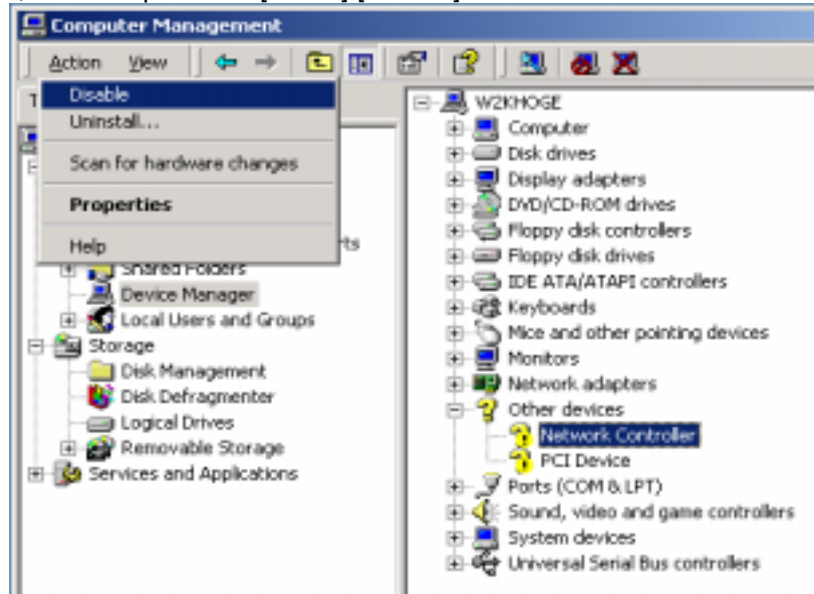 Computer Management
Action View
Disable
Uninstall...
Scan for hardware changes
Properties
Help
T
ts
Shared Folders
Device Manager
Local Users and Groups
Storage
Disk Management
Disk Defragmenter
Logical Drives
Removable Storage
Services and Applications
W2KHOGE
Computer
Disk drives
Display adapters
DVD/CD-ROM drives
Floppy disk controllers
Floppy disk drives
IDE ATA/ATAPI controllers
Keyboards
Mice and other pointing devices
Monitors
Network adapters
Other devices
Network Controller
PCI Device
Ports (COM & LPT)
Sound, video and game controllers
System devices
Universal Serial Bus controllers